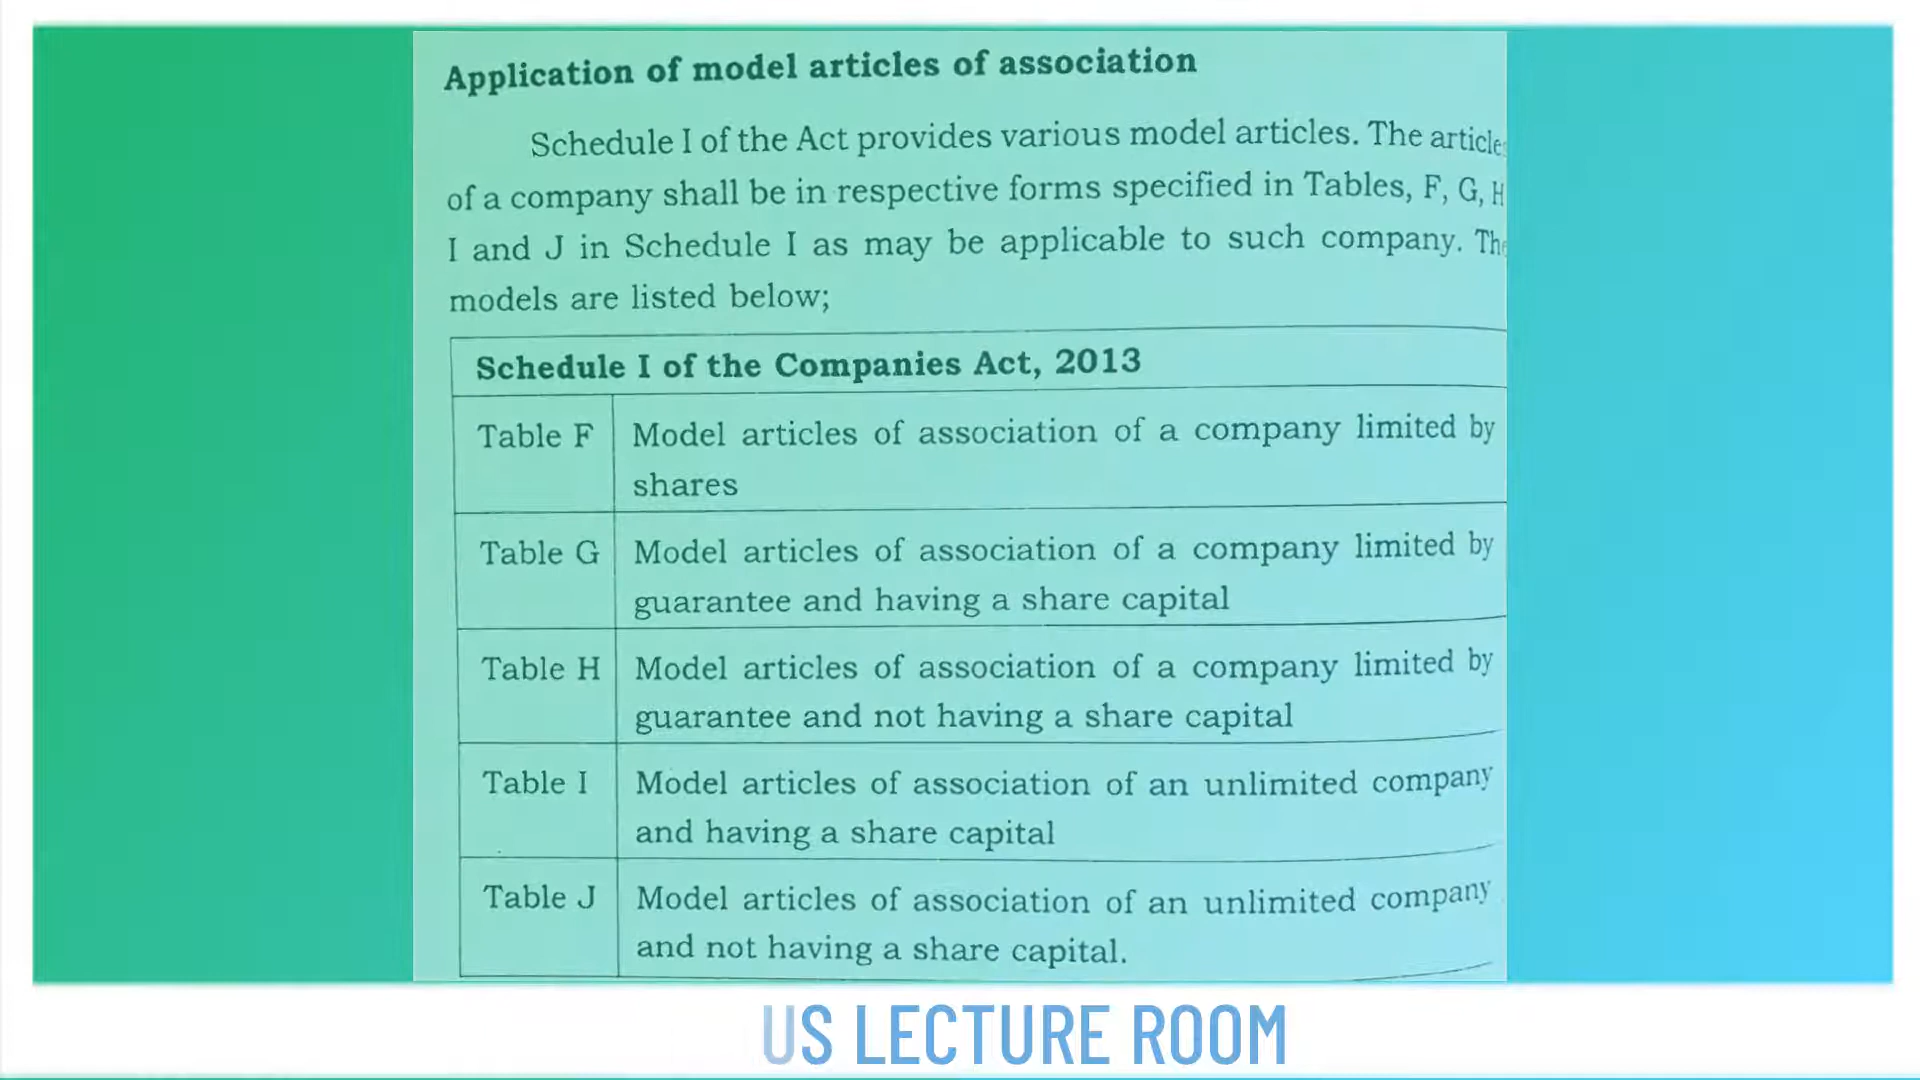 Application of model articles of association
Schedule I of the Act provides various model articles. The article
of a company shall be in respective forms specified in Tables, F, G, H
I and J in Schedule I as may be applicable to such company. The
models are listed below;
Schedule I of the Companies Act, 2013
Table F Model articles of association of a company limited by
shares
Table G Model articles of association of a company limited by
guarantee and having a share capital
Table H Model articles of association of a company limited by
guarantee and not having a share capital
Table I Model articles of association of an unlimited company
and having a share capital
Table J Model articles of association of an unlimited company
and not having a share capital.
US LECTURE ROOM